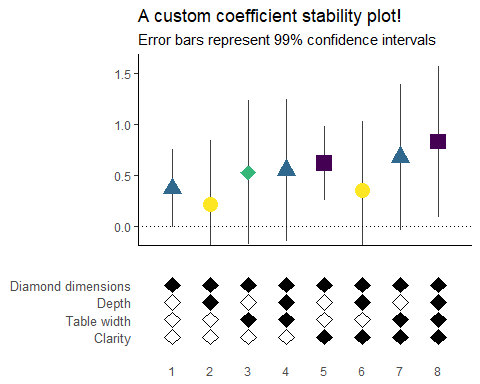 A custom coefficient stability plot!
Error bars represent 99% confidence intervals
1.5
1.0
0.5
0.0
Diamond dimensions
Depth
Table width
Clarity
1 2 3 4 5 6 7 8